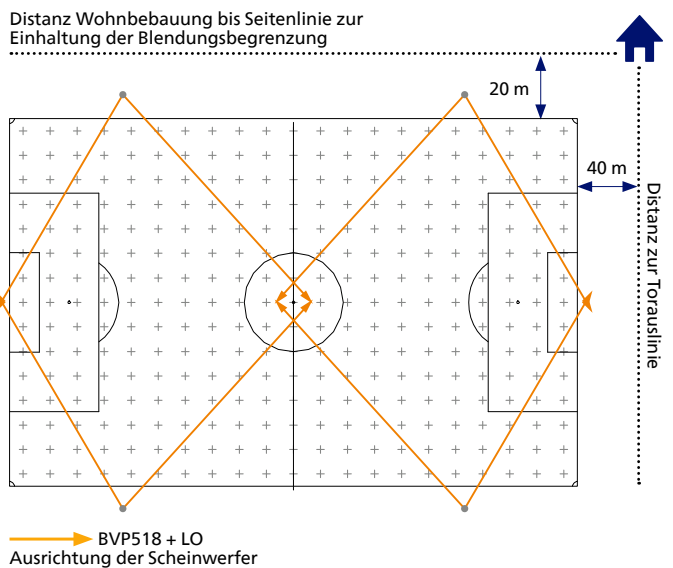 Distanz Wohnbebauung bis Seitenlinie zur
Einhaltung der Blendungsbegrenzung
20 m
40 m
Distanz zur Torauslinie
BVP518 + LO
Ausrichtung der Scheinwerfer